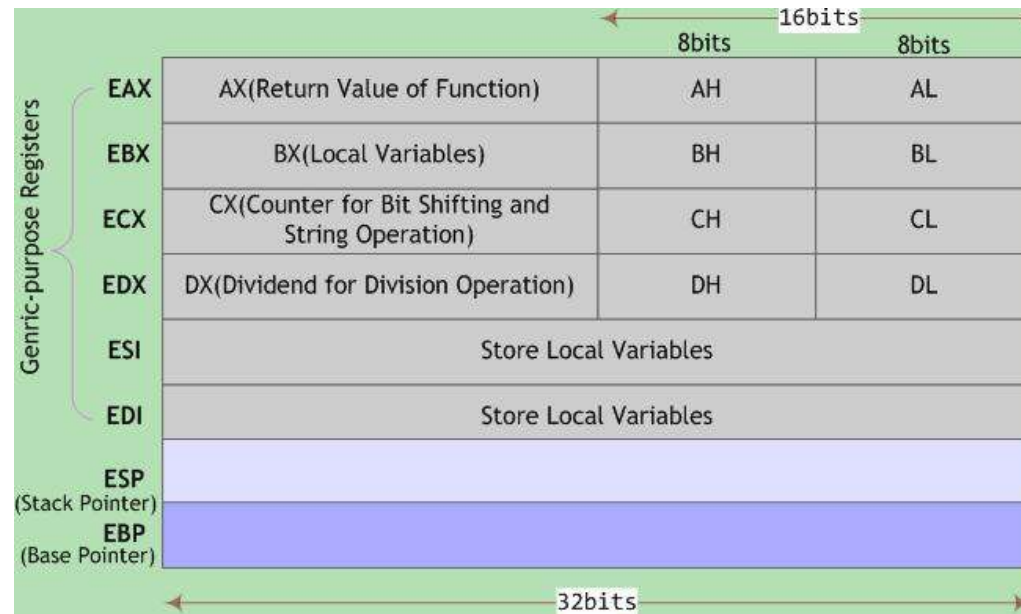 16bits
8bits
8bits
Genric-purpose Registers
EAX
AX(Return Value of Function)
AH
AL
EBX
BX(Local Variables)
BH
BL
ECX
CX(Counter for Bit Shifting and
String Operation)
CH
CL
EDX
DX(Dividend for Division Operation)
DH
DL
ESI
Store Local Variables
EDI
Store Local Variables
ESP
(Stack Pointer)
EBP
(Base Pointer)
32bits